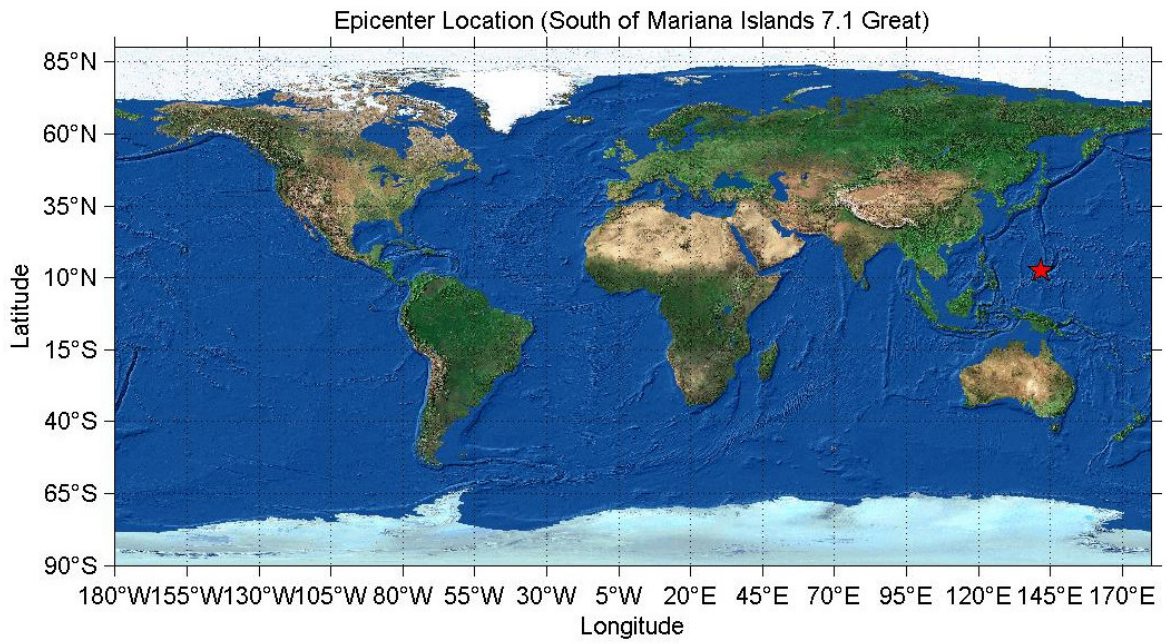 Epicenter Location (South of Mariana Islands 7.1 Great)
85°N
60°N
35°N
10°N
15°S
40°S
65°S
90°S
Latitude
180°W155°W130°W105°W 80°W 55°W 30°W 5°W 20°E 45°E 70°E 95°E 120°E 145°E 170°E
Longitude